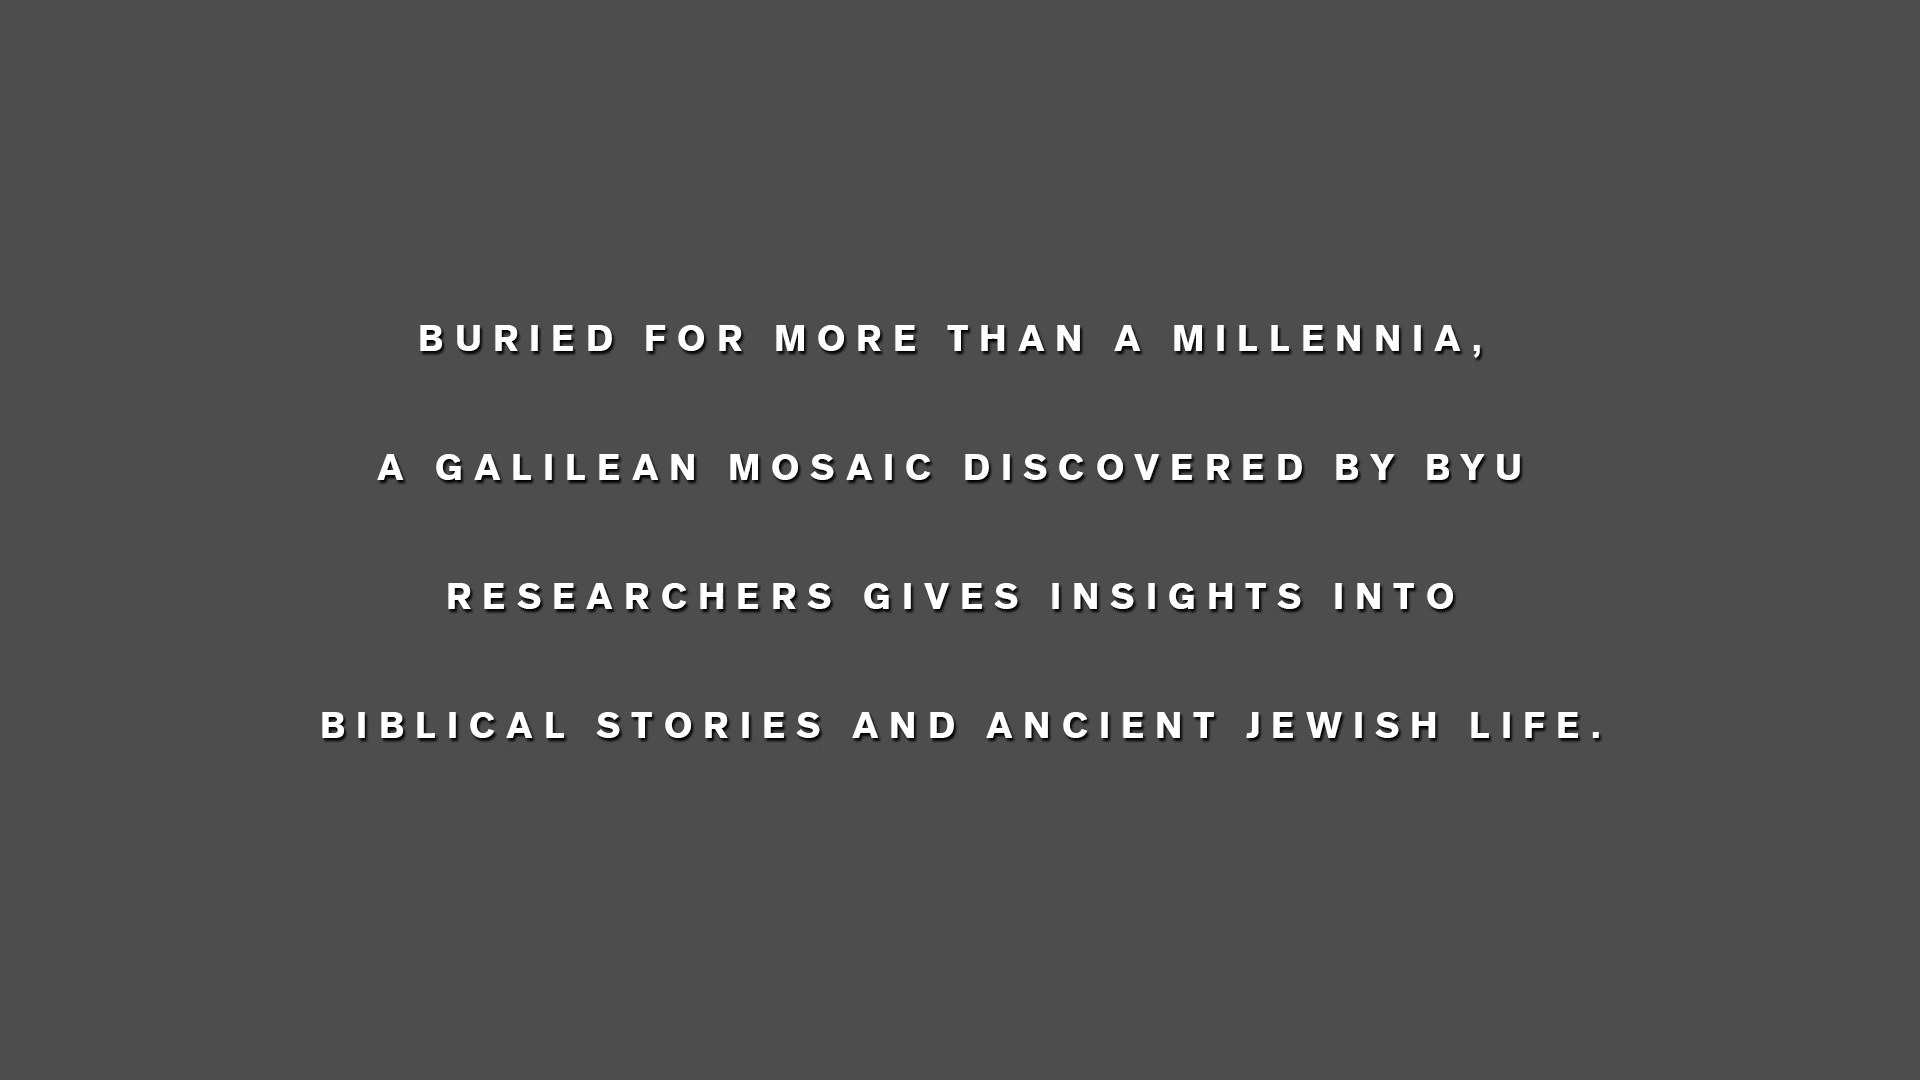 BURIED FOR MORE THAN A MILLENNIA,
A GALILEAN MOSAIC DISCOVERED BY BYU
RESEARCHERS GIVES INSIGHTS INTO
BIBLICAL STORIES AND ANCIENT JEWISH LIFE.